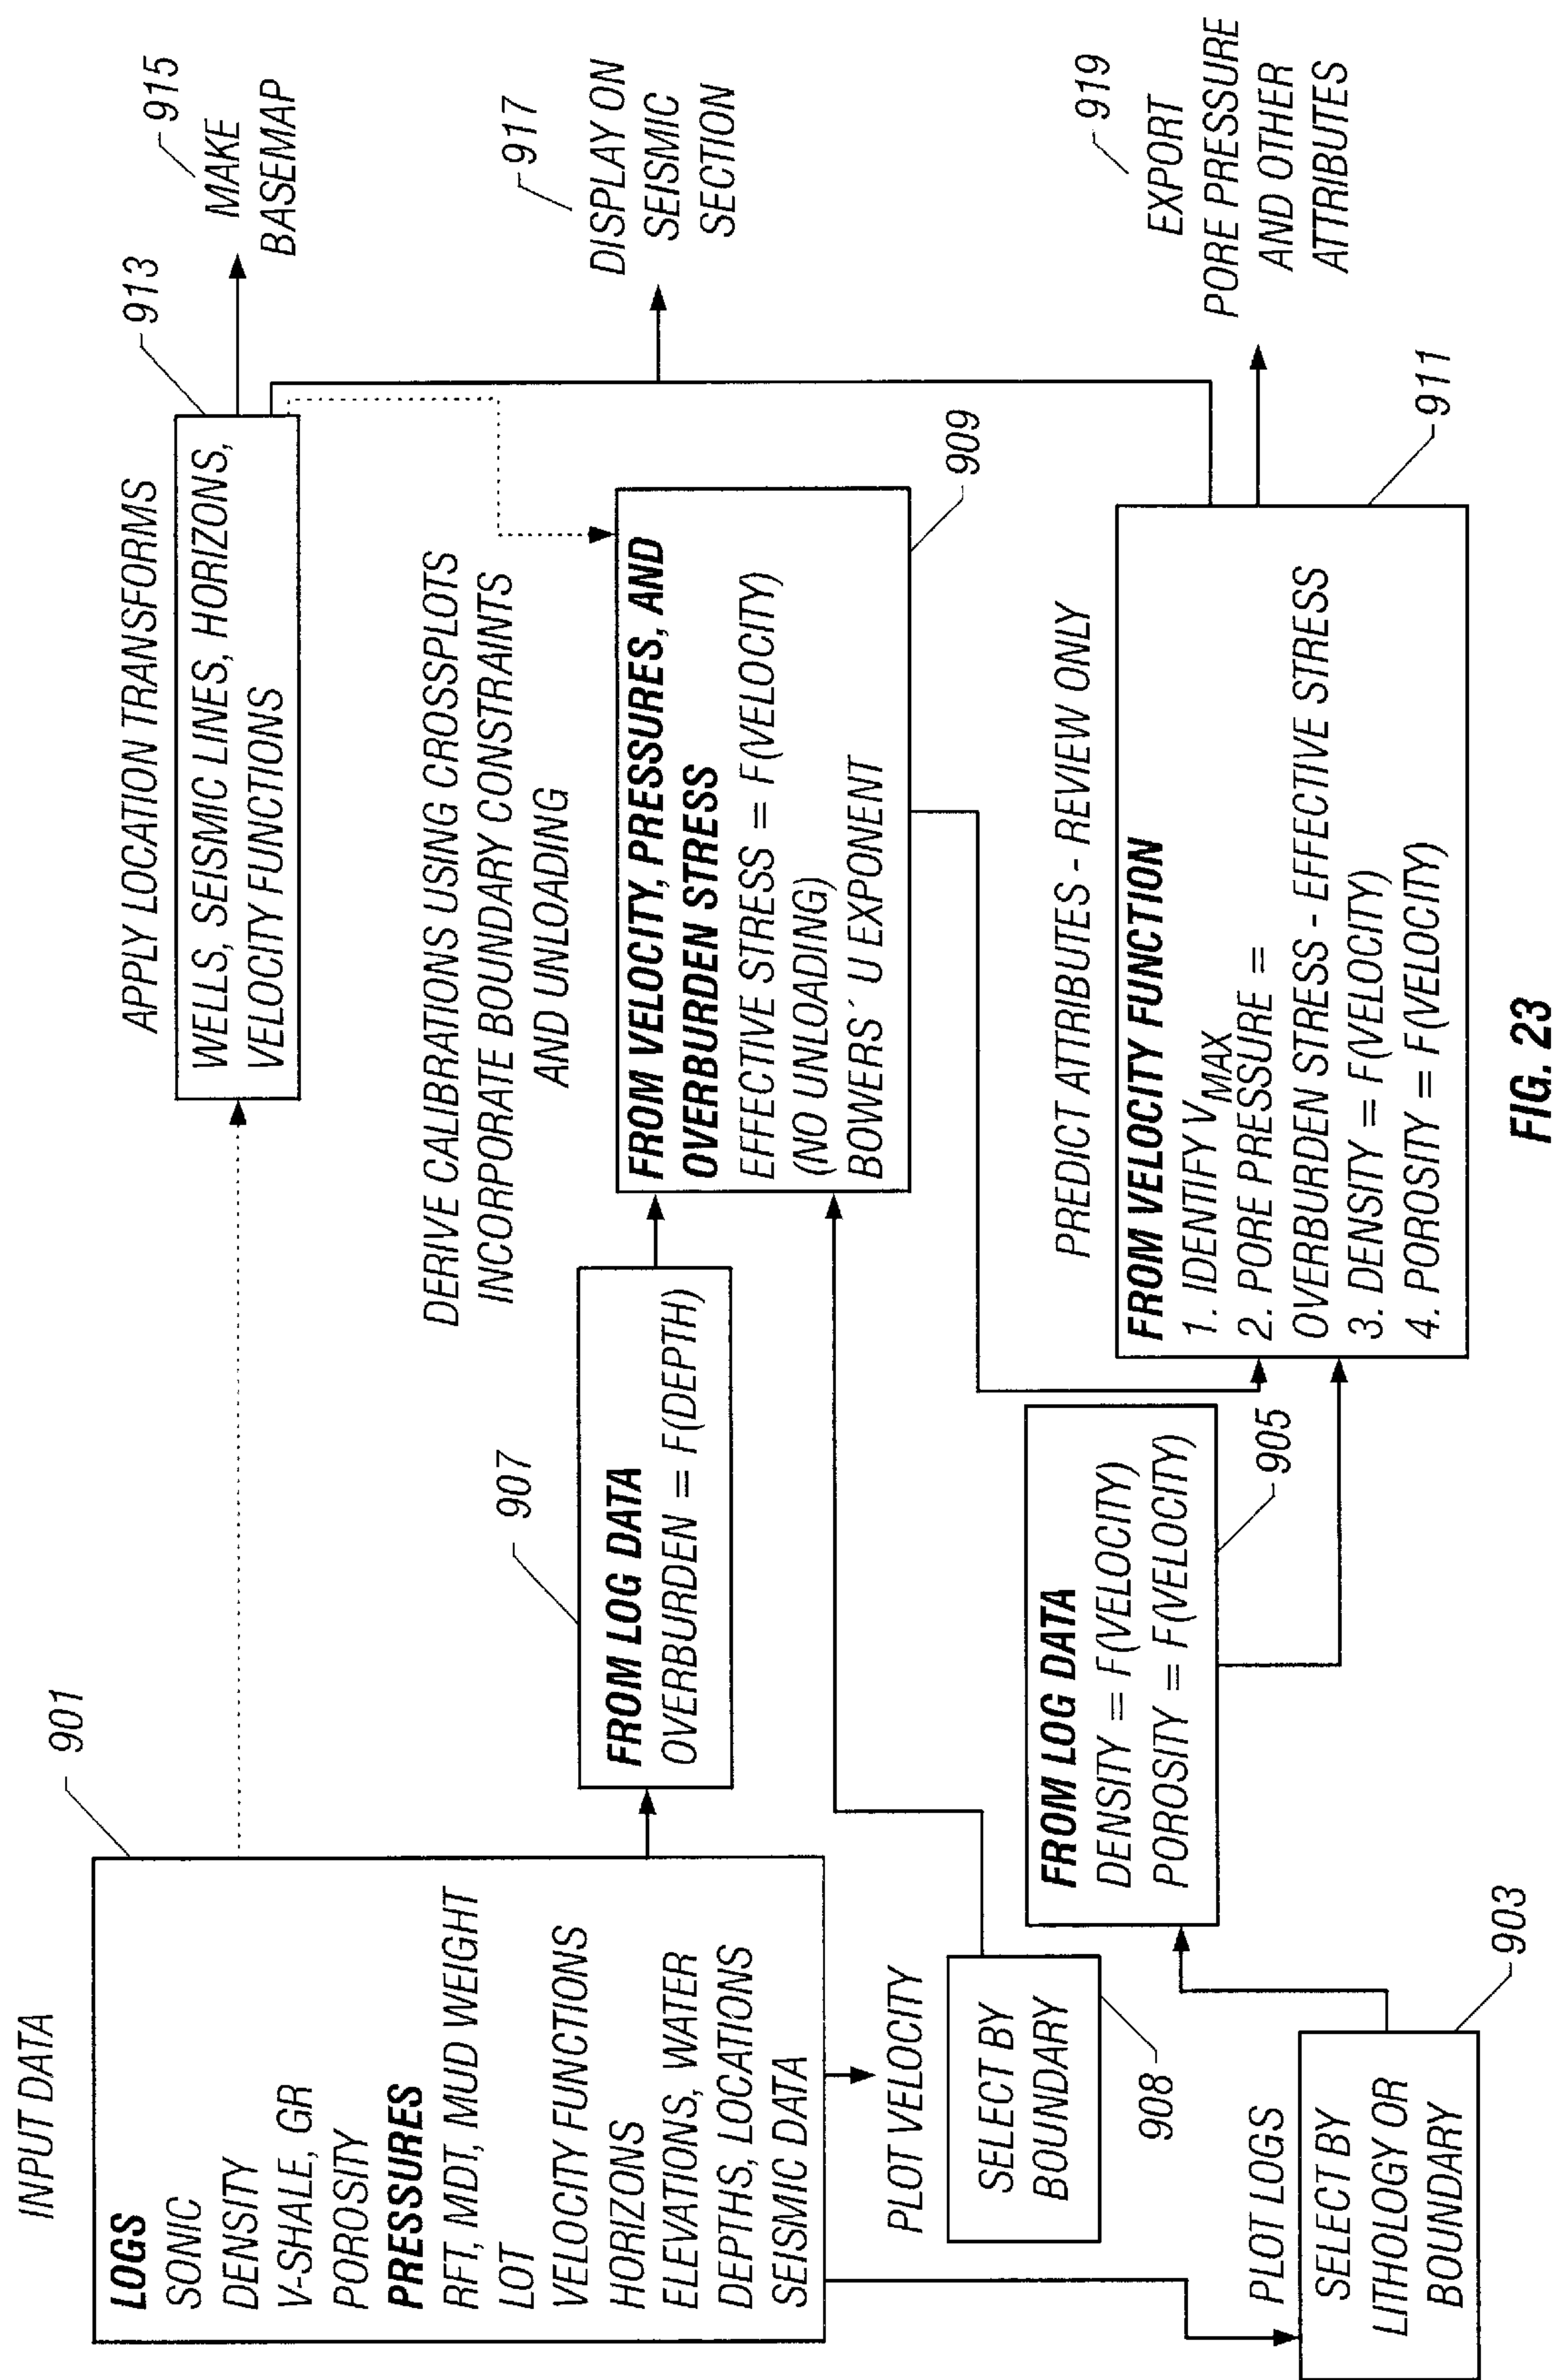 INPUT DATA
901
LOGS
SONIC
DENSITY
V-SHALE, GR
POROSITY
PRESSURES
RFT, MDT, MUD WEIGHT
LOT
VELOCITY FUNCTIONS
HORIZONS
ELEVATIONS, WATER
DEPTHS, LOCATIONS
SEISMIC DATA
PLOT VELOCITY
SELECT BY
BOUNDARY
908
PLOT LOGS
SELECT BY
LITHOLOGY OR
BOUNDARY
903
907
FROM LOG DATA
OVERBURDEN = F(DEPTH)
FROM LOG DATA
DENSITY = F(VELOCITY)
POROSITY = F(VELOCITY)
905
APPLY LOCATION TRANSFORMS
913
WELLS, SEISMIC LINES, HORIZONS,
VELOCITY FUNCTIONS
DERIVE CALIBRATIONS USING CROSSPLOTS
INCORPORATE BOUNDARY CONSTRAINTS
AND UNLOADING
FROM VELOCITY, PRESSURES, AND
OVERBURDEN STRESS
EFFECTIVE STRESS = F(VELOCITY)
(NO UNLOADING)
BOWERS´ U EXPONENT
909
PREDICT ATTRIBUTES - REVIEW ONLY
FROM VELOCITY FUNCTION
1. IDENTIFY VMAX
2. PORE PRESSURE =
OVERBURDEN STRESS - EFFECTIVE STRESS
3. DENSITY = F(VELOCITY)
4. POROSITY = F(VELOCITY)
911
915
MAKE
BASEMAP
917
DISPLAY ON
SEISMIC
SECTION
919
EXPORT
PORE PRESSURE
AND OTHER
ATTRIBUTES
FIG. 23